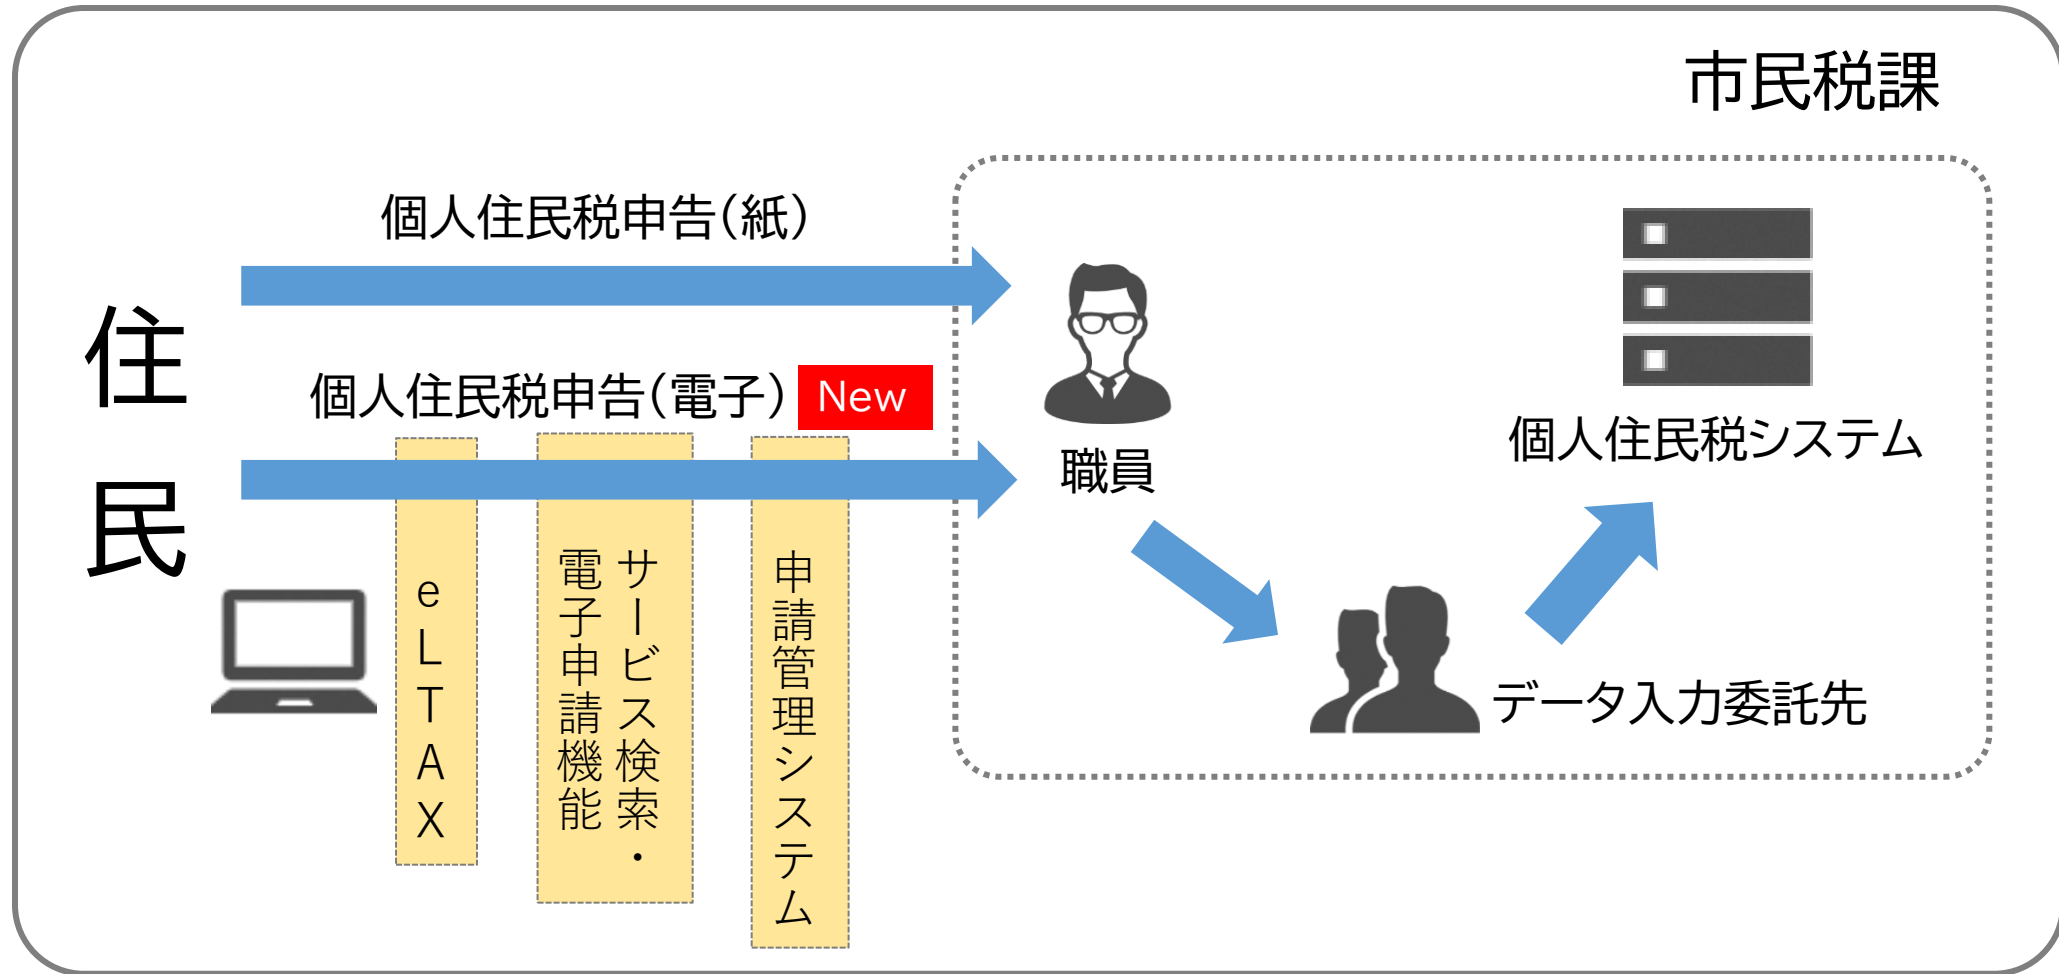 市民税課
個人住民税申告(紙)
住民
個人住民税申告(電子)
New
eLTAX
サービス検索・
電子申請機能
申請管理システム
職員
個人住民税システム
データ入力委託先